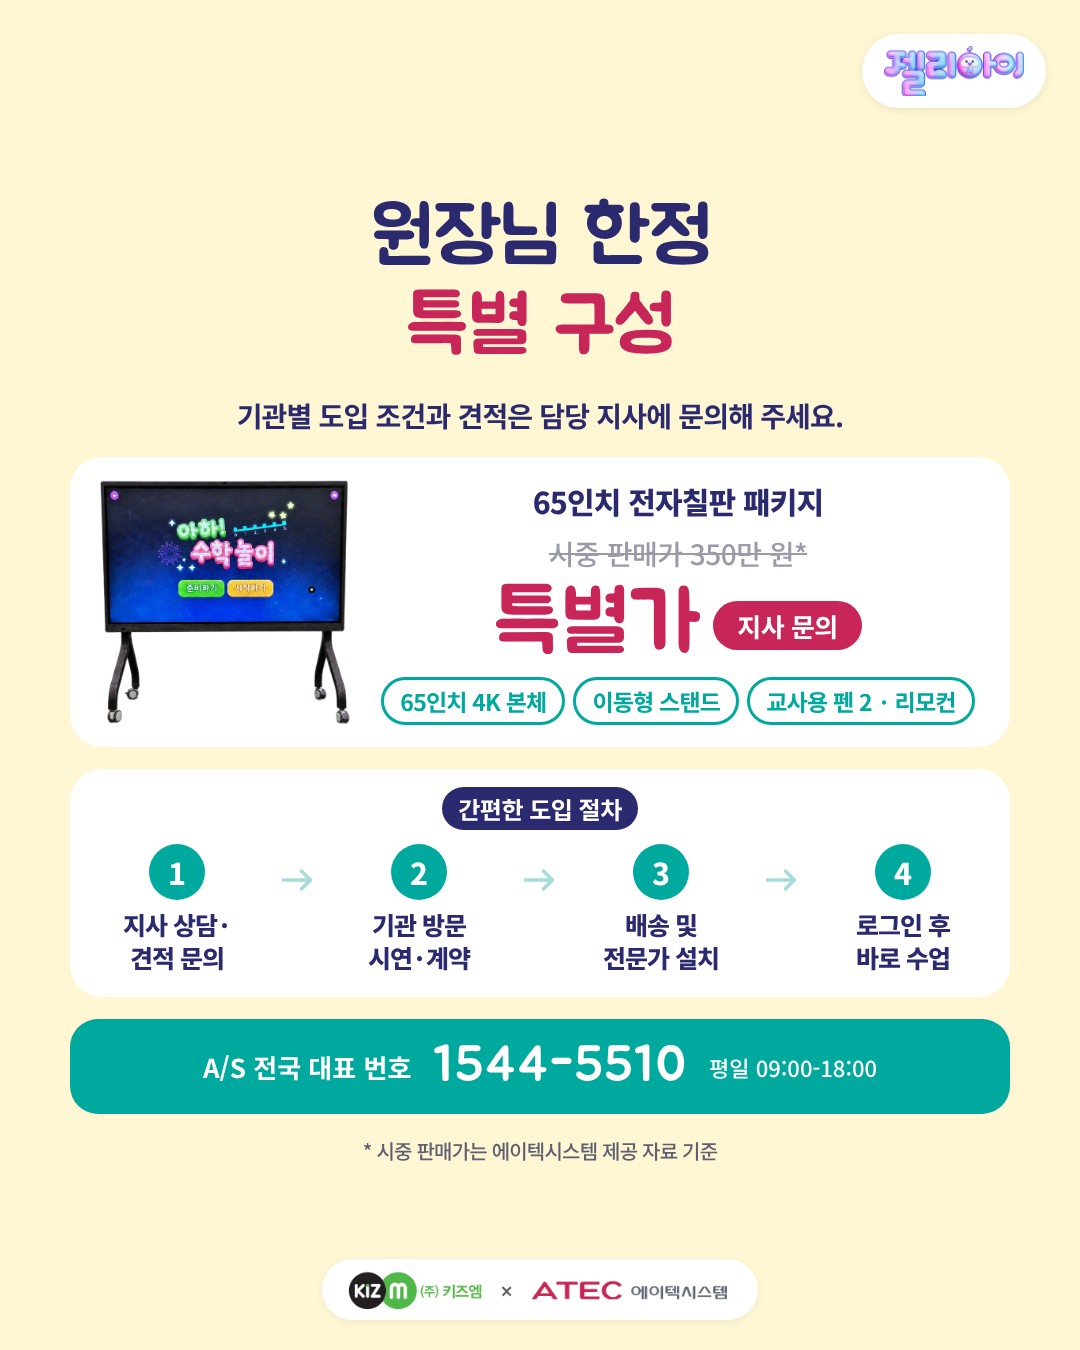 젤리아이
원장님 한정
특별 구성
기관별 도입 조건과 견적은 담당 지사에 문의해 주세요.
아하!
수학 놀이
준비하기 시작하기
65인치 전자칠판 패키지
시중 판매가 350만 원*
특별가 지사 문의
65인치 4K 본체 이동형 스탠드 교사용 펜 2 · 리모컨
간편한 도입 절차
1 → 2 → 3 → 4
지사 상담·
견적 문의
기관 방문
시연·계약
배송 및
전문가 설치
로그인 후
바로 수업
A/S 전국 대표 번호 1544-5510 평일 09:00-18:00
* 시중 판매가는 에이텍시스템 제공 자료 기준
KiZ m (주) 키즈엠 × ATEC 에이텍시스템